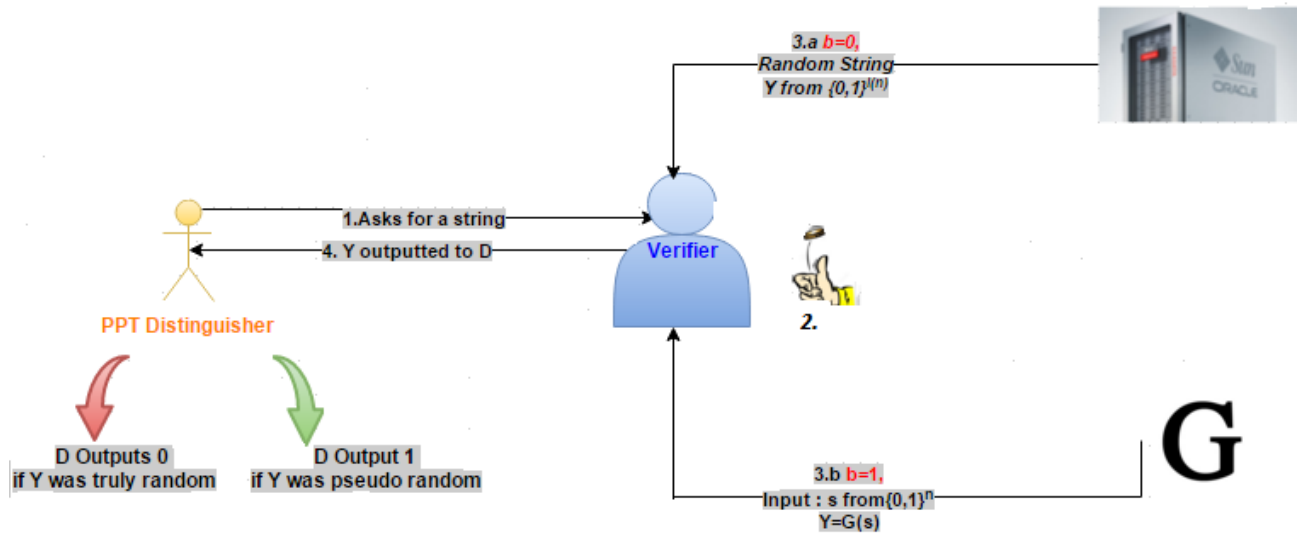 3.a b=0,
Random String
Y from {0,1}^l(n)
Sun
ORACLE
1.Asks for a string
4. Y outputted to D
Verifier
2.
PPT Distinguisher
D Outputs 0
if Y was truly random
D Output 1
if Y was pseudo random
3.b b=1,
Input : s from{0,1}^n
Y=G(s)
G